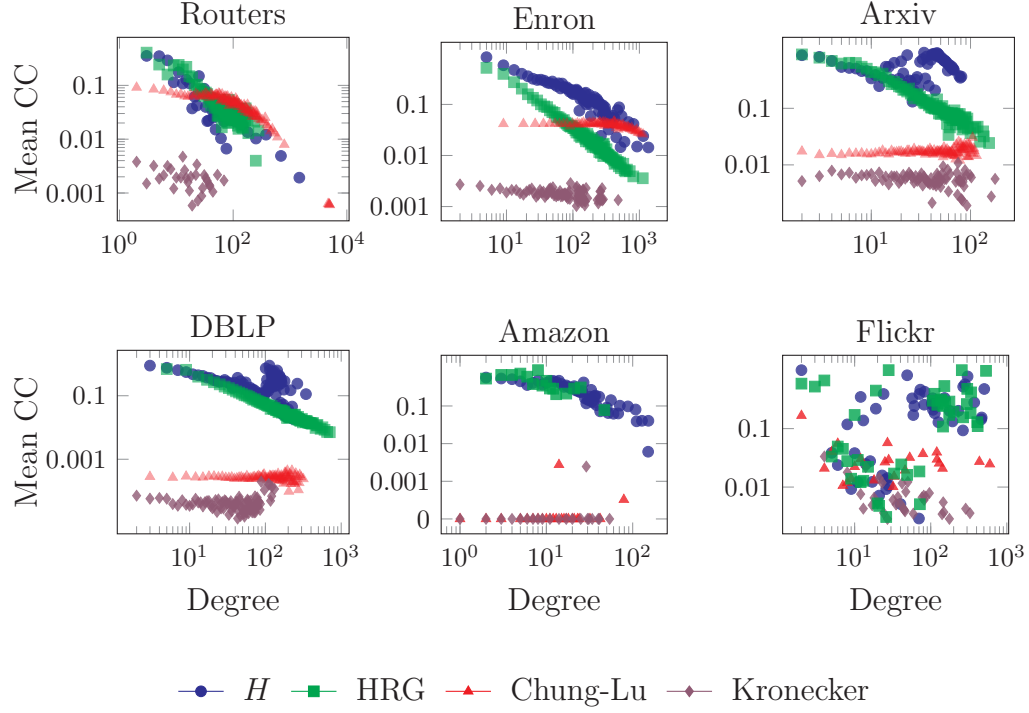 Routers
Enron
Arxiv
Mean CC
0.1
0.01
0.001
10^0
10^2
10^4
0.1
0.01
0.001
10^1
10^2
10^3
0.1
0.01
10^1
10^2
DBLP
Amazon
Flickr
Mean CC
0.1
0.001
10^1
10^2
10^3
Degree
0.1
0.01
0.001
0
10^0
10^1
10^2
Degree
0.1
0.01
10^1
10^2
10^3
Degree
H HRG Chung-Lu Kronecker